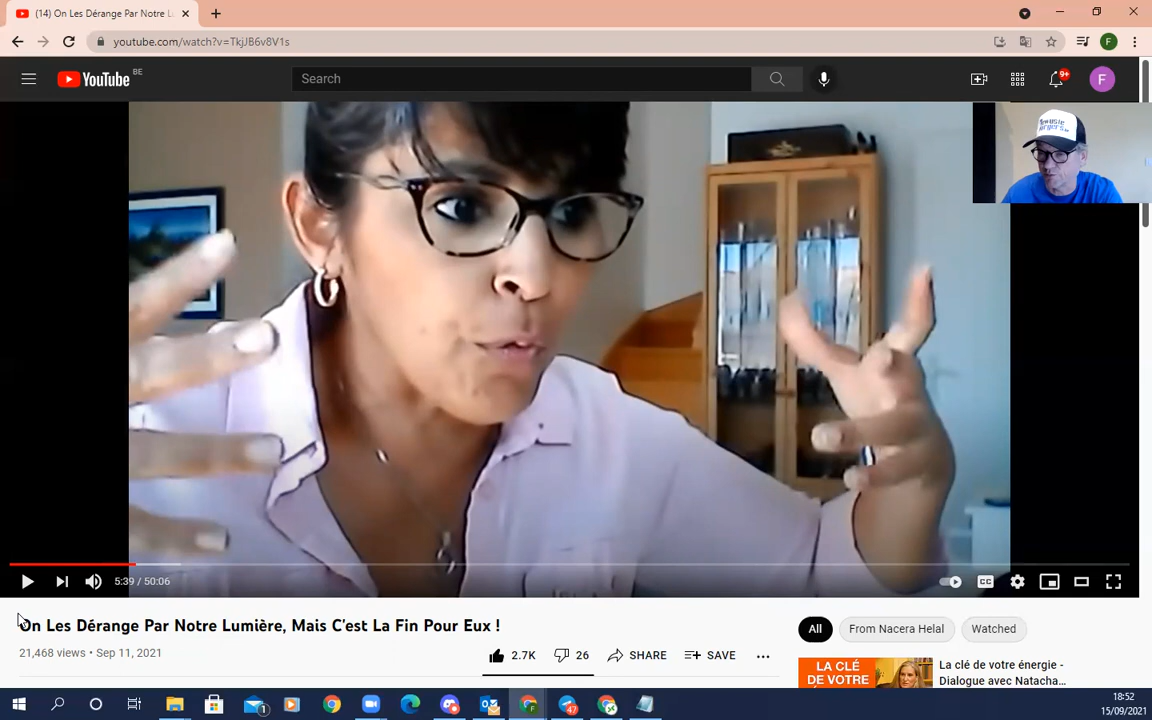 (14) On Les Dérange Par Notre L
youtube.com/watch?v=TkjJB6v8V1s
F
YouTube BE
Search
9+
F
5:39 / 50:06
CC
On Les Dérange Par Notre Lumière, Mais C'est La Fin Pour Eux !
21,468 views • Sep 11, 2021
2.7K
26
SHARE
SAVE
All
From Nacera Helal
Watched
LA CLÉ
DE VOTRE
La clé de votre énergie -
Dialogue avec Natacha...
1
47
18:52
15/09/2021